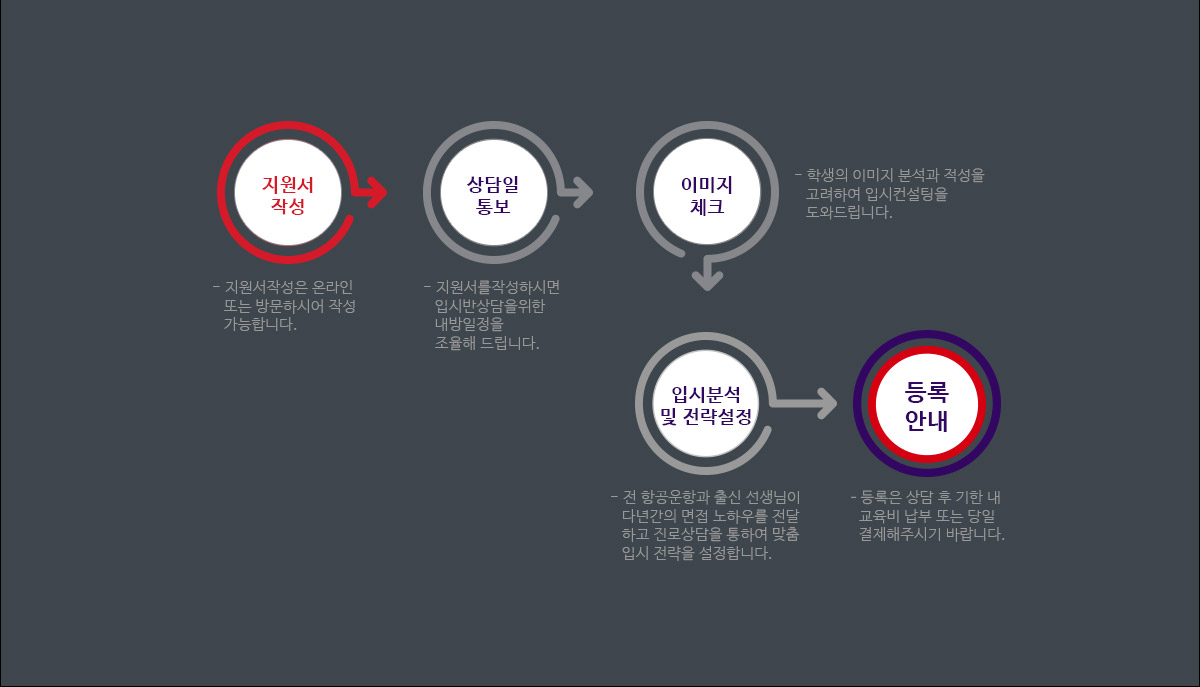 지원서
작성
- 지원서작성은 온라인
또는 방문하시어 작성
가능합니다.
상담일
통보
- 지원서를작성하시면
입시반상담을위한
내방일정을
조율해 드립니다.
이미지
체크
- 학생의 이미지 분석과 적성을
고려하여 입시컨설팅을
도와드립니다.
입시분석
및 전략설정
- 전 항공운항과 출신 선생님이
다년간의 면접 노하우를 전달
하고 진로상담을 통하여 맞춤
입시 전략을 설정합니다.
등록
안내
- 등록은 상담 후 기한 내
교육비 납부 또는 당일
결제해주시기 바랍니다.